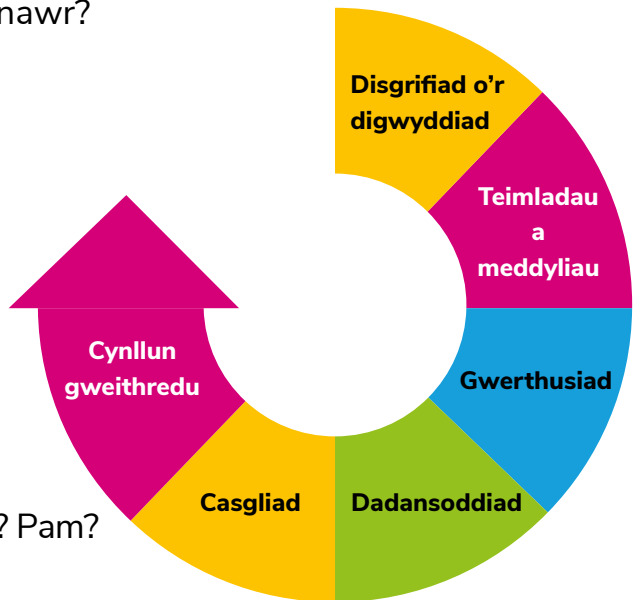 nawr?
Disgrifiad o’r
digwyddiad
Teimladau
a
meddyliau
Gwerthusiad
Dadansoddiad
Casgliad
Cynllun
gweithredu
? Pam?